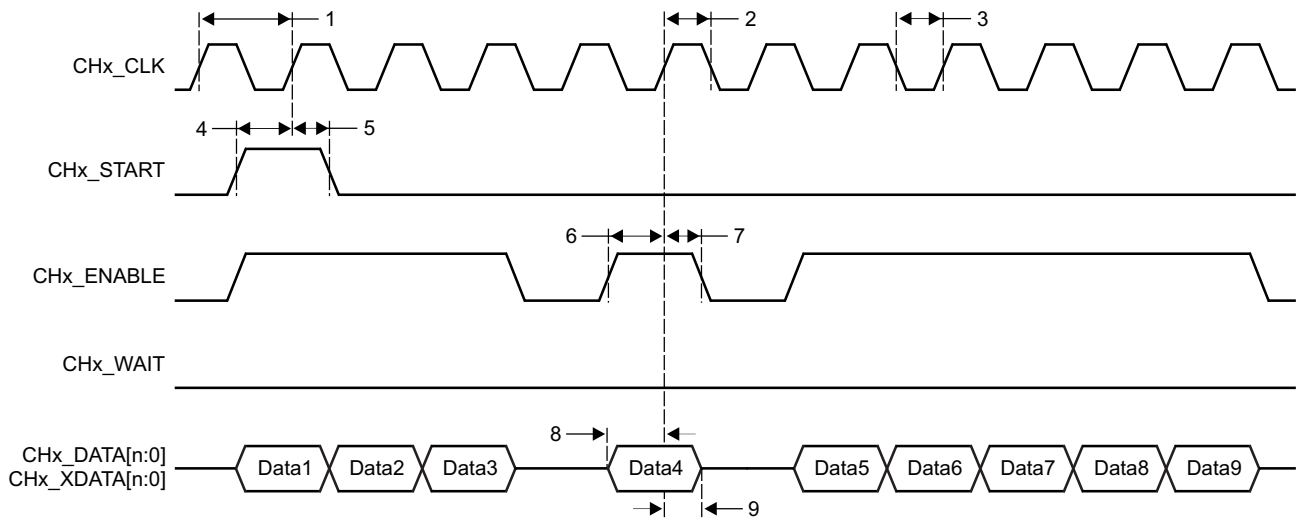 1
2
3
CHx_CLK
4
5
CHx_START
6
7
CHx_ENABLE
CHx_WAIT
8
CHx_DATA[n:0]
CHx_XDATA[n:0]
Data1 Data2 Data3 Data4 Data5 Data6 Data7 Data8 Data9
9